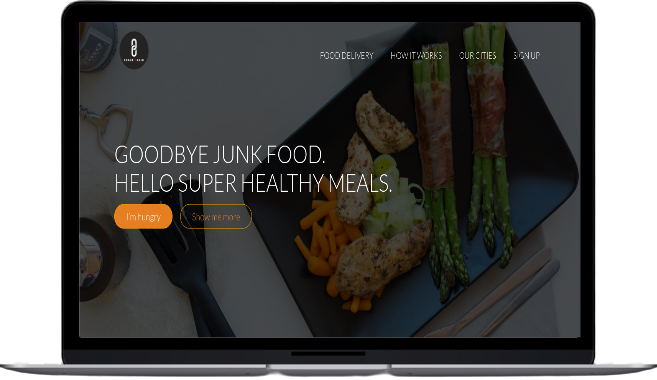 FOOD DELIVERY HOW IT WORKS OUR CITIES SIGN UP
GOODBYE JUNK FOOD.
HELLO SUPER HEALTHY MEALS.
I'm hungry Show me more